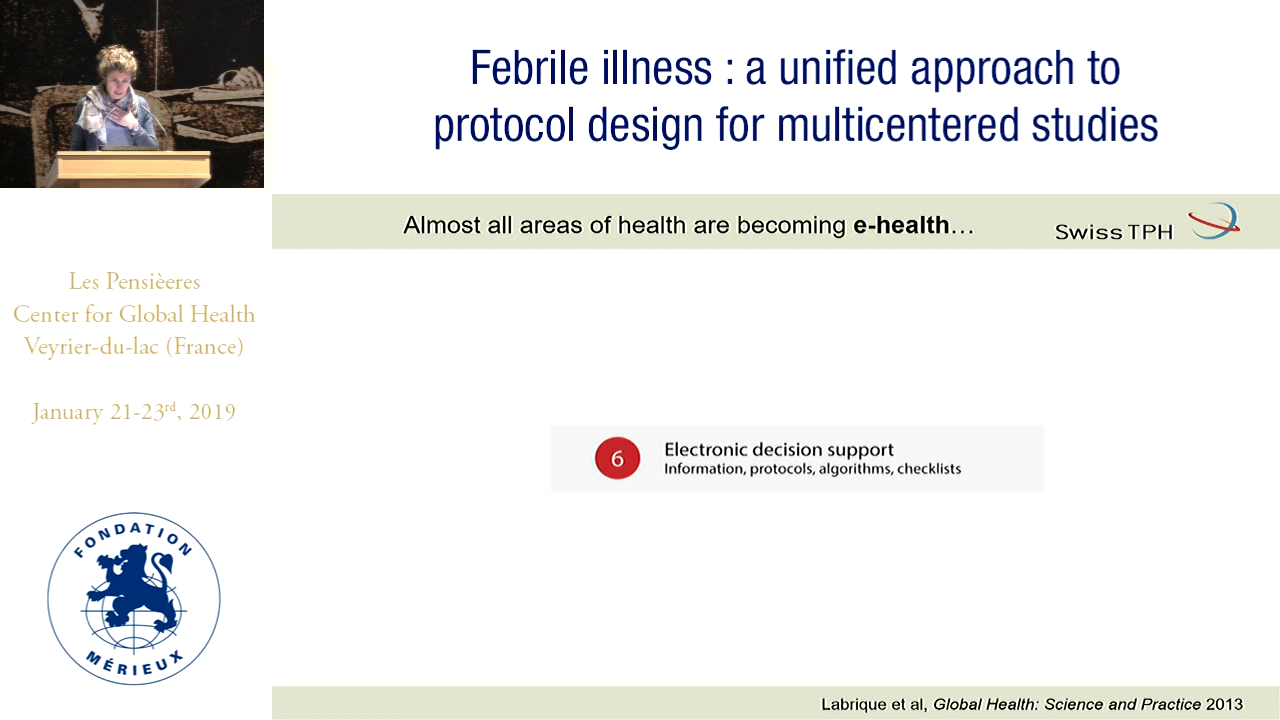 Febrile illness : a unified approach to
protocol design for multicentered studies
Almost all areas of health are becoming e-health…
Swiss TPH
Les Pensièeres
Center for Global Health
Veyrier-du-lac (France)
January 21-23rd, 2019
6
Electronic decision support
Information, protocols, algorithms, checklists
FONDATION
MÉRIEUX
Labrique et al, Global Health: Science and Practice 2013